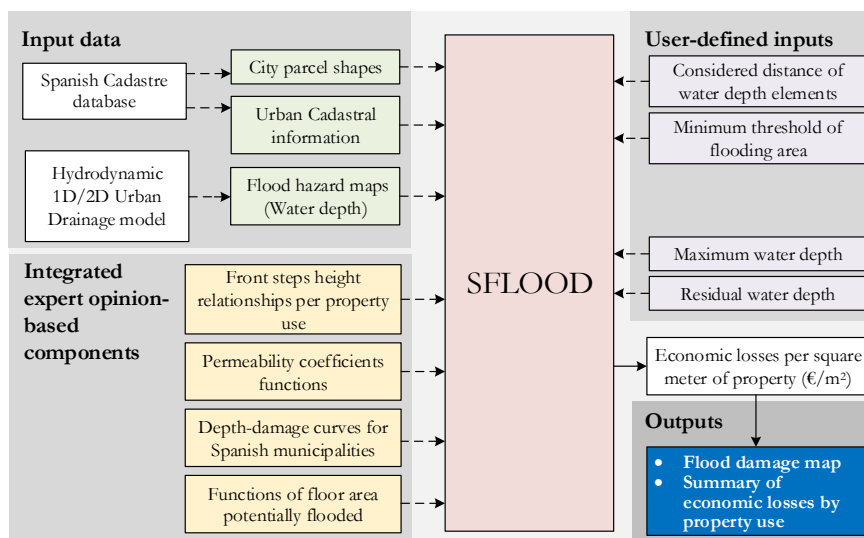 Input data
Spanish Cadastre
database
City parcel shapes
Urban Cadastral
information
Hydrodynamic
1D/2D Urban
Drainage model
Flood hazard maps
(Water depth)
Integrated
expert opinion-
based
components
Front steps height
relationships per property
use
Permeability coefficients
functions
Depth-damage curves for
Spanish municipalities
Functions of floor area
potentially flooded
SFLOOD
User-defined inputs
Considered distance of
water depth elements
Minimum threshold of
flooding area
Maximum water depth
Residual water depth
Economic losses per square
meter of property (€/m²)
Outputs
• Flood damage map
• Summary of
economic losses by
property use